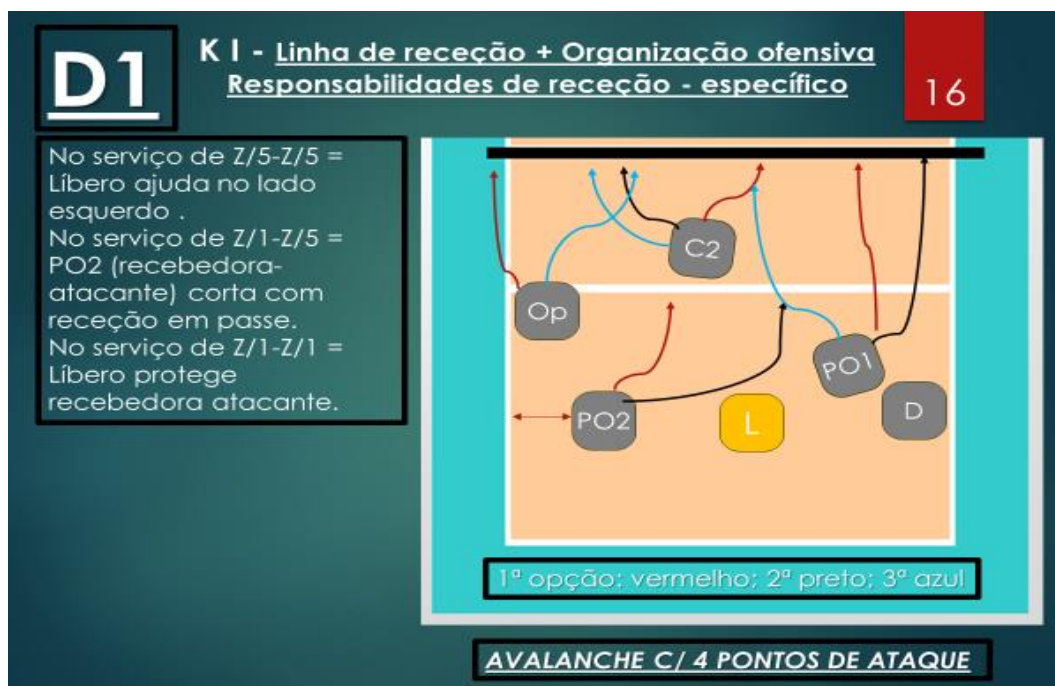 D1
K I - Linha de receção + Organização ofensiva
Responsabilidades de receção - específico
16
No serviço de Z/5-Z/5 =
Líbero ajuda no lado
esquerdo .
No serviço de Z/1-Z/5 =
PO2 (recebedora-
atacante) corta com
receção em passe.
No serviço de Z/1-Z/1 =
Líbero protege
recebedora atacante.
C2
Op
PO1
PO2
L
D
1ª opção: vermelho; 2ª preto; 3ª azul
AVALANCHE C/ 4 PONTOS DE ATAQUE